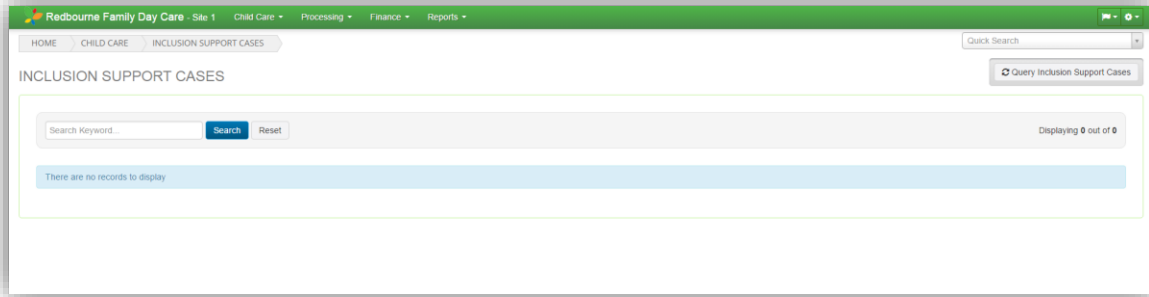 Redbourne Family Day Care - Site 1 Child Care Processing Finance Reports
HOME CHILD CARE INCLUSION SUPPORT CASES
Quick Search
INCLUSION SUPPORT CASES
Query Inclusion Support Cases
Search Keyword... Search Reset Displaying 0 out of 0
There are no records to display